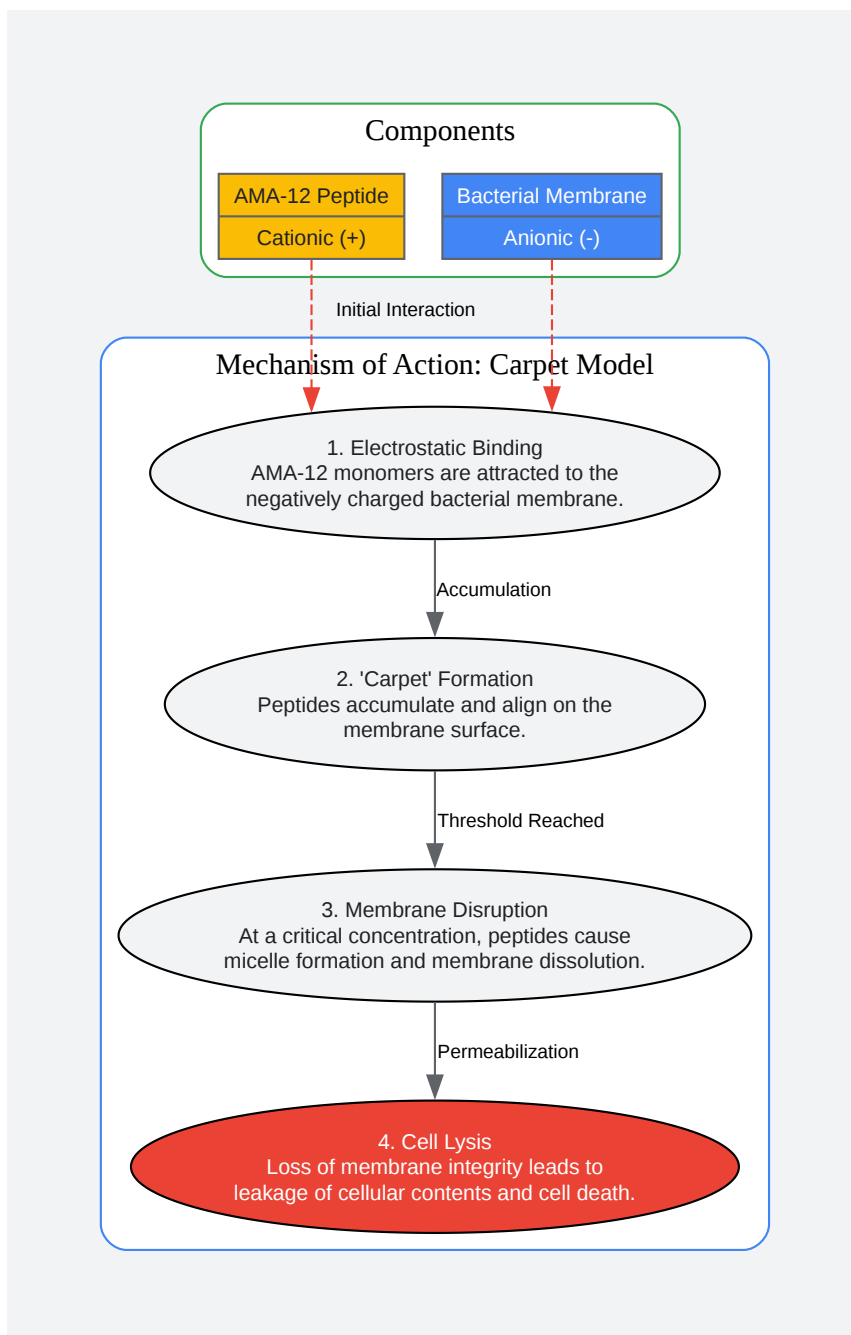 Components
AMA-12 Peptide
Cationic (+)
Bacterial Membrane
Anionic (-)
Initial Interaction
Mechanism of Action: Carpet Model
1. Electrostatic Binding
AMA-12 monomers are attracted to the
negatively charged bacterial membrane.
Accumulation
2. 'Carpet' Formation
Peptides accumulate and align on the
membrane surface.
Threshold Reached
3. Membrane Disruption
At a critical concentration, peptides cause
micelle formation and membrane dissolution.
Permeabilization
4. Cell Lysis
Loss of membrane integrity leads to
leakage of cellular contents and cell death.